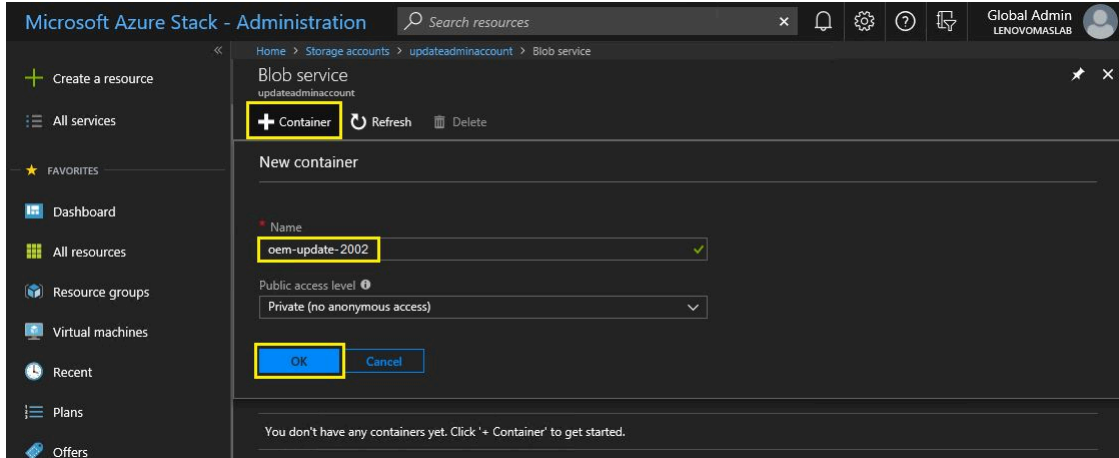 Microsoft Azure Stack - Administration
Search resources
Global Admin
LENOVOMASLAB
Home > Storage accounts > updateadminaccount > Blob service
Create a resource
All services
FAVORITES
Dashboard
All resources
Resource groups
Virtual machines
Recent
Plans
Offers
Blob service
updateadminaccount
Container
Refresh
Delete
New container
* Name
oem-update-2002
Public access level
Private (no anonymous access)
OK
Cancel
You don't have any containers yet. Click '+ Container' to get started.